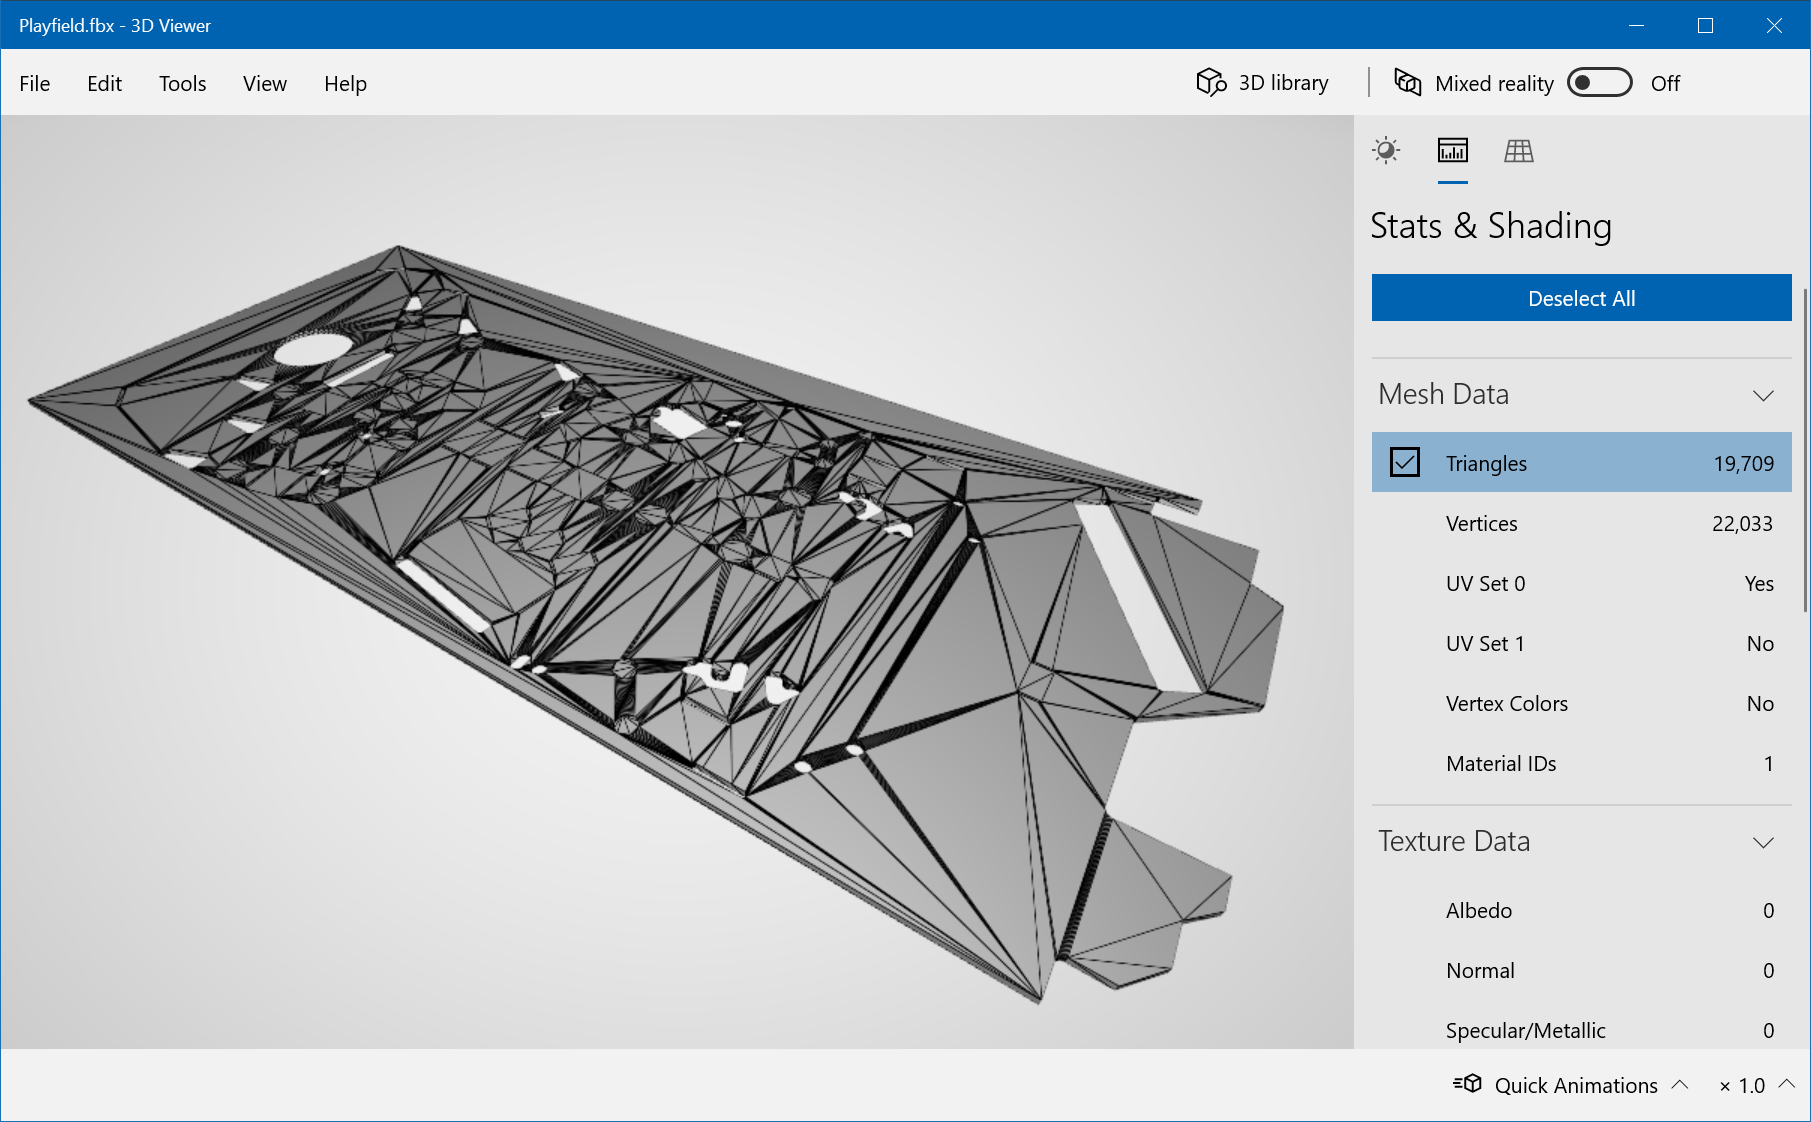 Playfield.fbx - 3D Viewer
File Edit Tools View Help 3D library Mixed reality Off
Stats & Shading
Deselect All
Mesh Data
Triangles 19,709
Vertices 22,033
UV Set 0 Yes
UV Set 1 No
Vertex Colors No
Material IDs 1
Texture Data
Albedo 0
Normal 0
Specular/Metallic 0
Quick Animations × 1.0